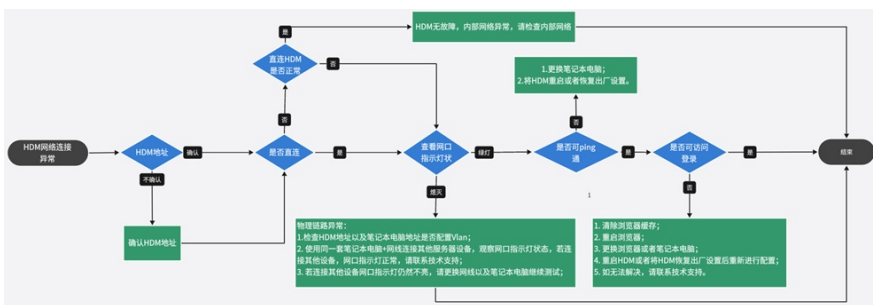 是
HDM无故障，内部网络异常，请检查内部网络
直连HDM
是否正常
否
1.更换笔记本电脑；
2.将HDM重启或者恢复出厂设置。
否
否
HDM网络连接
异常
HDM地址
确认
是否直连
是
查看网口
指示灯状
绿灯
是否可ping
通
是
是否可访问
登录
是
结束
不确认
熄灭
否
1
确认HDM地址
物理链路异常：
1.检查HDM地址以及笔记本电脑地址是否配置Vlan；
2. 使用同一套笔记本电脑+网线连接其他服务器设备，观察网口指示灯状态，若连
接其他设备，网口指示灯正常，请联系技术支持；
3. 若连接其他设备网口指示灯仍然不亮，请更换网线以及笔记本电脑继续测试；
1. 清除浏览器缓存；
2. 重启浏览器；
3. 更换浏览器或者笔记本电脑；
4. 重启HDM或者将HDM恢复出厂设置后重新进行配置；
5. 如无法解决，请联系技术支持。